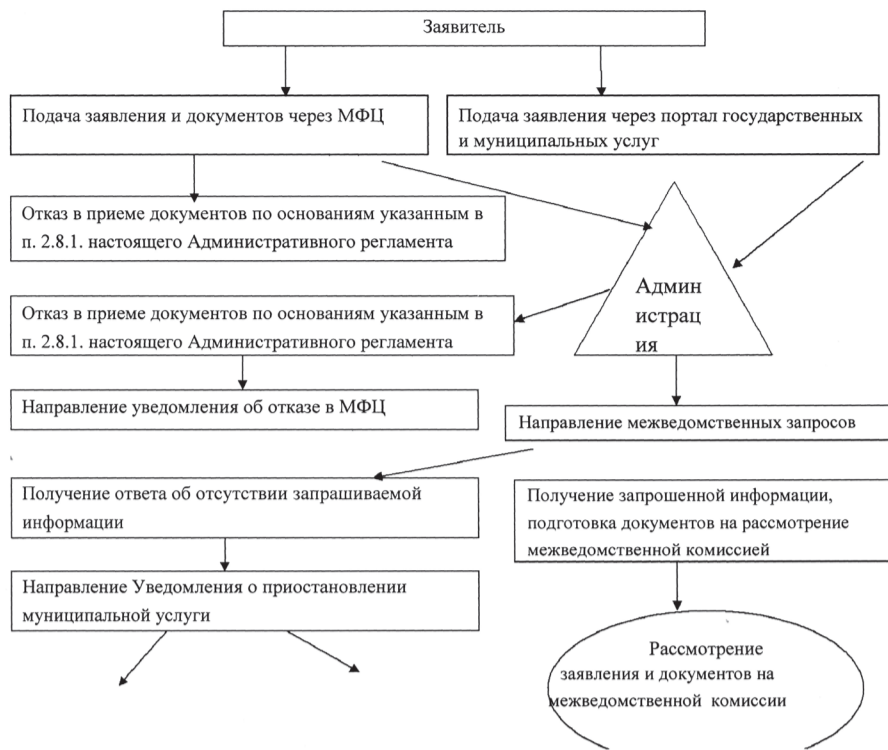 Заявитель
Подача заявления и документов через МФЦ
Подача заявления через портал государственных
и муниципальных услуг
Отказ в приеме документов по основаниям указанным в
п. 2.8.1. настоящего Административного регламента
Админ
истрац
ия
Отказ в приеме документов по основаниям указанным в
п. 2.8.1. настоящего Административного регламента
Направление уведомления об отказе в МФЦ
Направление межведомственных запросов
Получение ответа об отсутствии запрашиваемой
информации
Получение запрошенной информации,
подготовка документов на рассмотрение
межведомственной комиссией
Направление Уведомления о приостановлении
муниципальной услуги
Рассмотрение
заявления и документов на
межведомственной комиссии